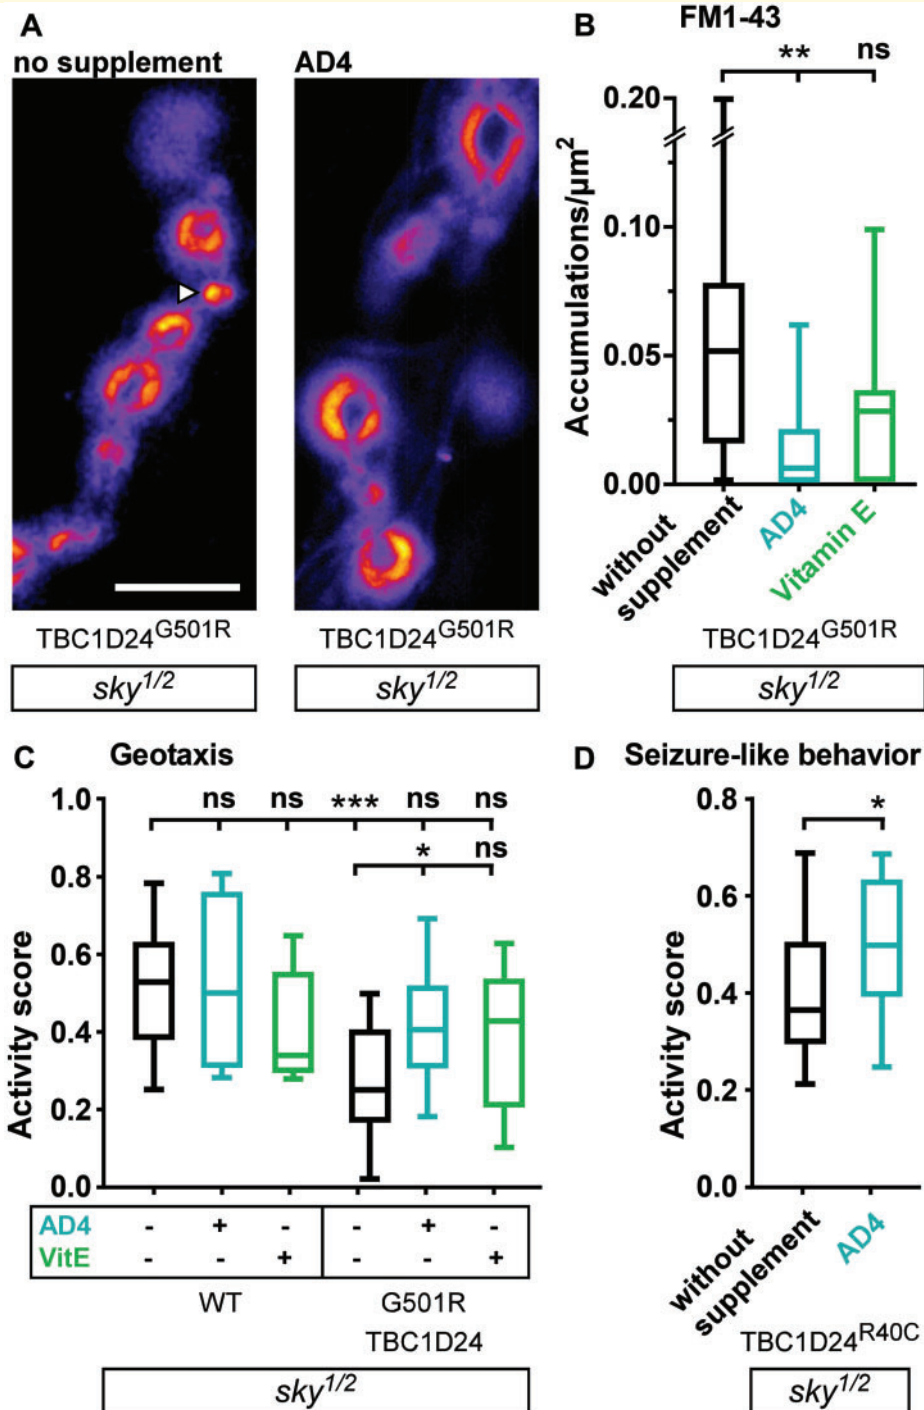 A
no supplement
AD4
TBC1D24^G501R
TBC1D24^G501R
sky^1/2
sky^1/2
B
FM1-43
** ns
Accumulations/µm²
0.20
0.10
0.05
0.00
without
supplement
AD4
Vitamin E
TBC1D24^G501R
sky^1/2
C Geotaxis
ns ns *** ns ns
* ns
Activity score
1.0
0.8
0.6
0.4
0.2
0.0
AD4 - + - - + -
VitE - - + - - +
WT G501R
TBC1D24
sky^1/2
D Seizure-like behavior
*
Activity score
0.8
0.6
0.4
0.2
0.0
without
supplement
AD4
TBC1D24^R40C
sky^1/2